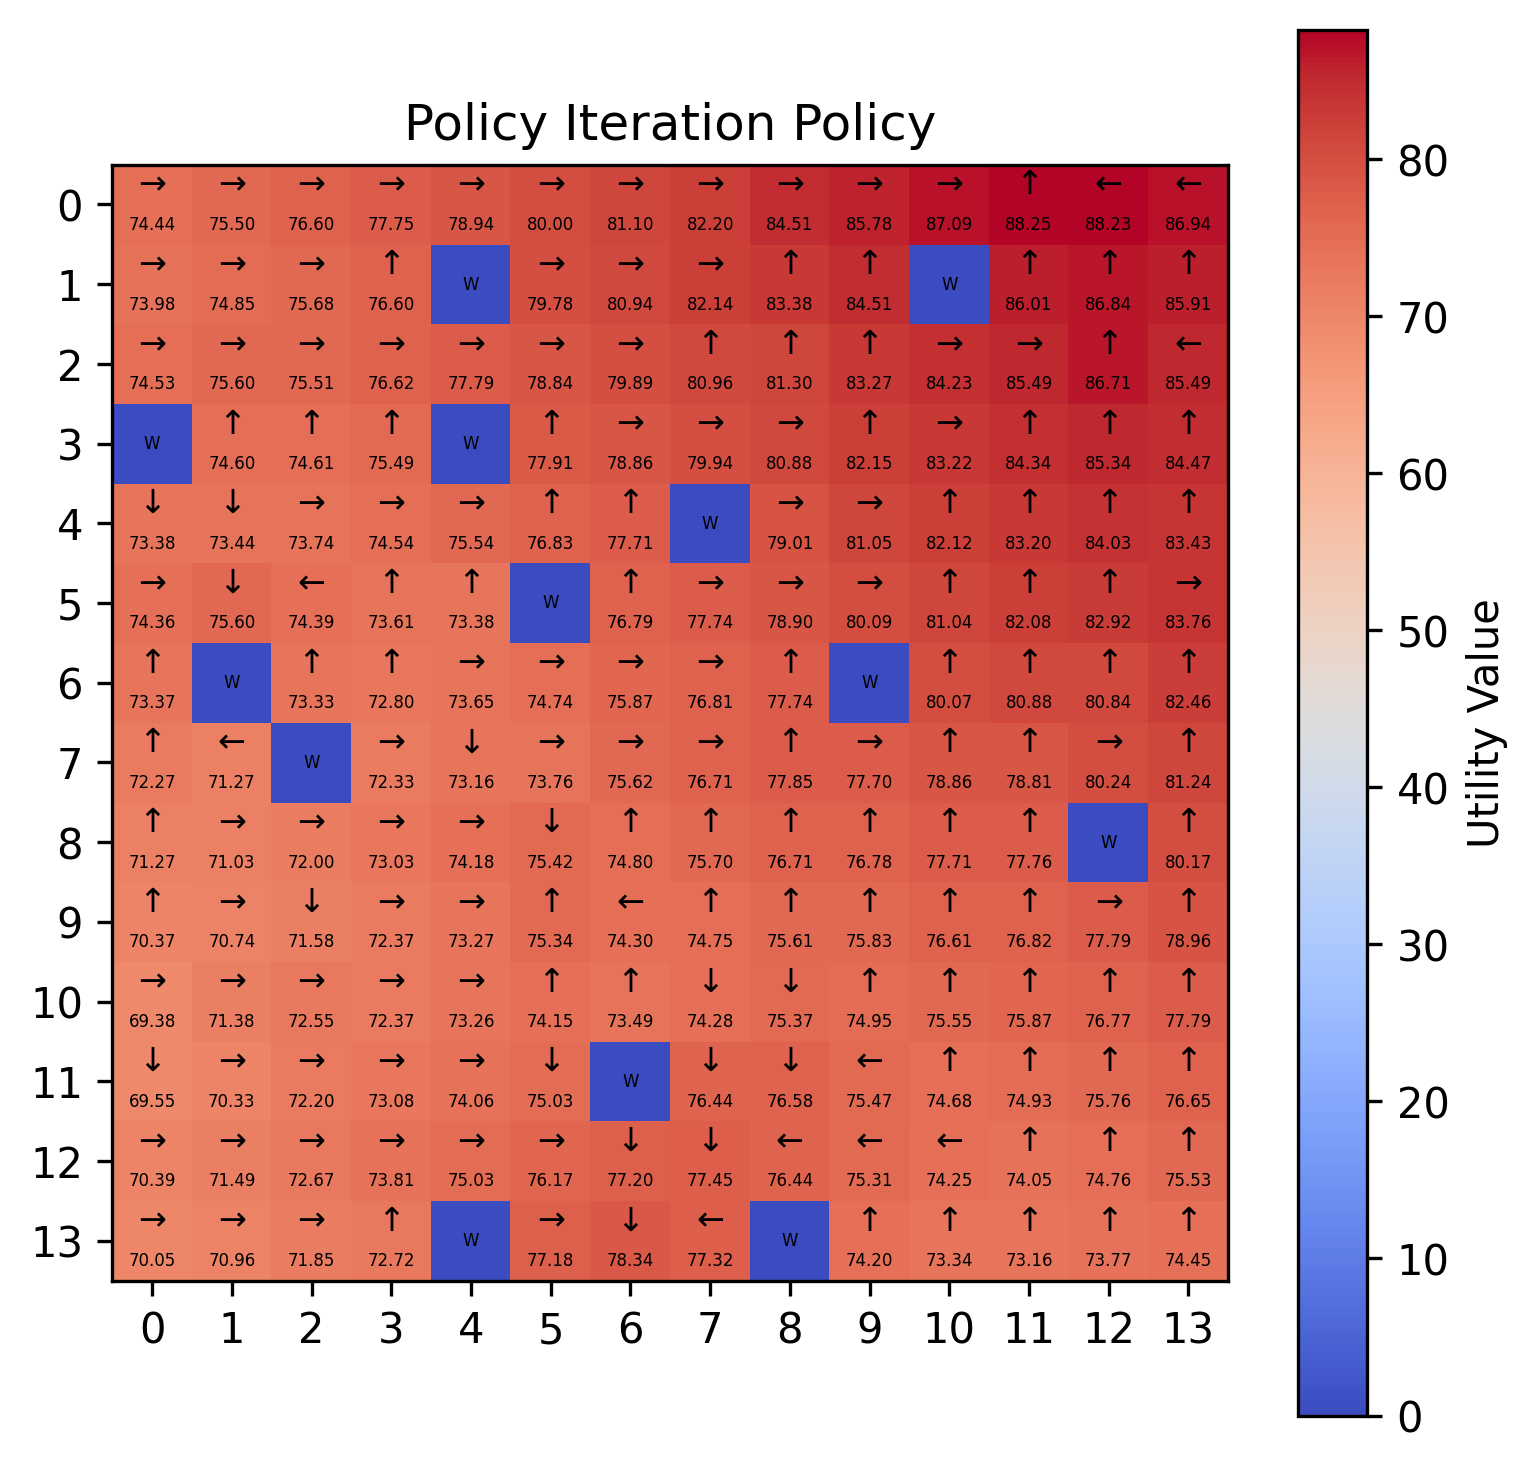 Policy Iteration Policy
0 → → → → → → → → → → → ↑ ← ←
74.44 75.50 76.60 77.75 78.94 80.00 81.10 82.20 84.51 85.78 87.09 88.25 88.23 86.94
1 → → → ↑ W → → → ↑ ↑ W ↑ ↑ ↑
73.98 74.85 75.68 76.60 79.78 80.94 82.14 83.38 84.51 86.01 86.84 85.91
2 → → → → → → → ↑ ↑ ↑ → → ↑ ←
74.53 75.60 75.51 76.62 77.79 78.84 79.89 80.96 81.30 83.27 84.23 85.49 86.71 85.49
3 W ↑ ↑ ↑ W ↑ → → → ↑ → ↑ ↑ ↑
74.60 74.61 75.49 77.91 78.86 79.94 80.88 82.15 83.22 84.34 85.34 84.47
4 ↓ ↓ → → → ↑ ↑ W → → ↑ ↑ ↑ ↑
73.38 73.44 73.74 74.54 75.54 76.83 77.71 79.01 81.05 82.12 83.20 84.03 83.43
5 → ↓ ← ↑ ↑ W ↑ → → → ↑ ↑ ↑ →
74.36 75.60 74.39 73.61 73.38 76.79 77.74 78.90 80.09 81.04 82.08 82.92 83.76
6 ↑ W ↑ ↑ → → → → ↑ W ↑ ↑ ↑ ↑
73.37 73.33 72.80 73.65 74.74 75.87 76.81 77.74 80.07 80.88 80.84 82.46
7 ↑ ← W → ↓ → → → ↑ → ↑ ↑ → ↑
72.27 71.27 72.33 73.16 73.76 75.62 76.71 77.85 77.70 78.86 78.81 80.24 81.24
8 ↑ → → → → ↓ ↑ ↑ ↑ ↑ ↑ ↑ W ↑
71.27 71.03 72.00 73.03 74.18 75.42 74.80 75.70 76.71 76.78 77.71 77.76 80.17
9 ↑ → ↓ → → ↑ ← ↑ ↑ ↑ ↑ ↑ → ↑
70.37 70.74 71.58 72.37 73.27 75.34 74.30 74.75 75.61 75.83 76.61 76.82 77.79 78.96
10 → → → → → ↑ ↑ ↓ ↓ ↑ ↑ ↑ ↑ ↑
69.38 71.38 72.55 72.37 73.26 74.15 73.49 74.28 75.37 74.95 75.55 75.87 76.77 77.79
11 ↓ → → → → ↓ W ↓ ↓ ← ↑ ↑ ↑ ↑
69.55 70.33 72.20 73.08 74.06 75.03 76.44 76.58 75.47 74.68 74.93 75.76 76.65
12 → → → → → → ↓ ↓ ← ← ← ↑ ↑ ↑
70.39 71.49 72.67 73.81 75.03 76.17 77.20 77.45 76.44 75.31 74.25 74.05 74.76 75.53
13 → → → ↑ W → ↓ ← W ↑ ↑ ↑ ↑ ↑
70.05 70.96 71.85 72.72 77.18 78.34 77.32 74.20 73.34 73.16 73.77 74.45
0 1 2 3 4 5 6 7 8 9 10 11 12 13
80
70
60
50
40
30
20
10
0
Utility Value